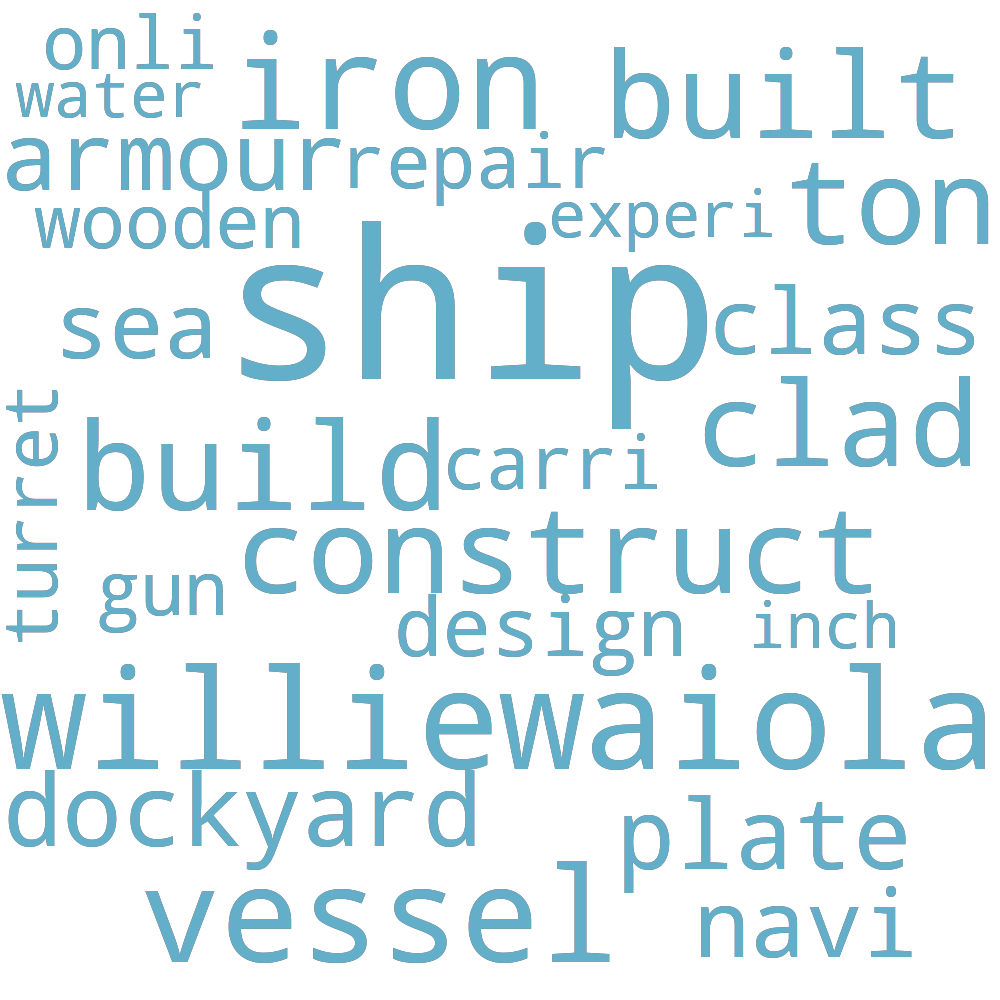 onli
iron
built
water
armour
repair
ton
wooden
experi
ship
sea
class
clad
turret
build
carri
construct
gun
design
inch
williewaiola
dockyard
plate
vessel
navi